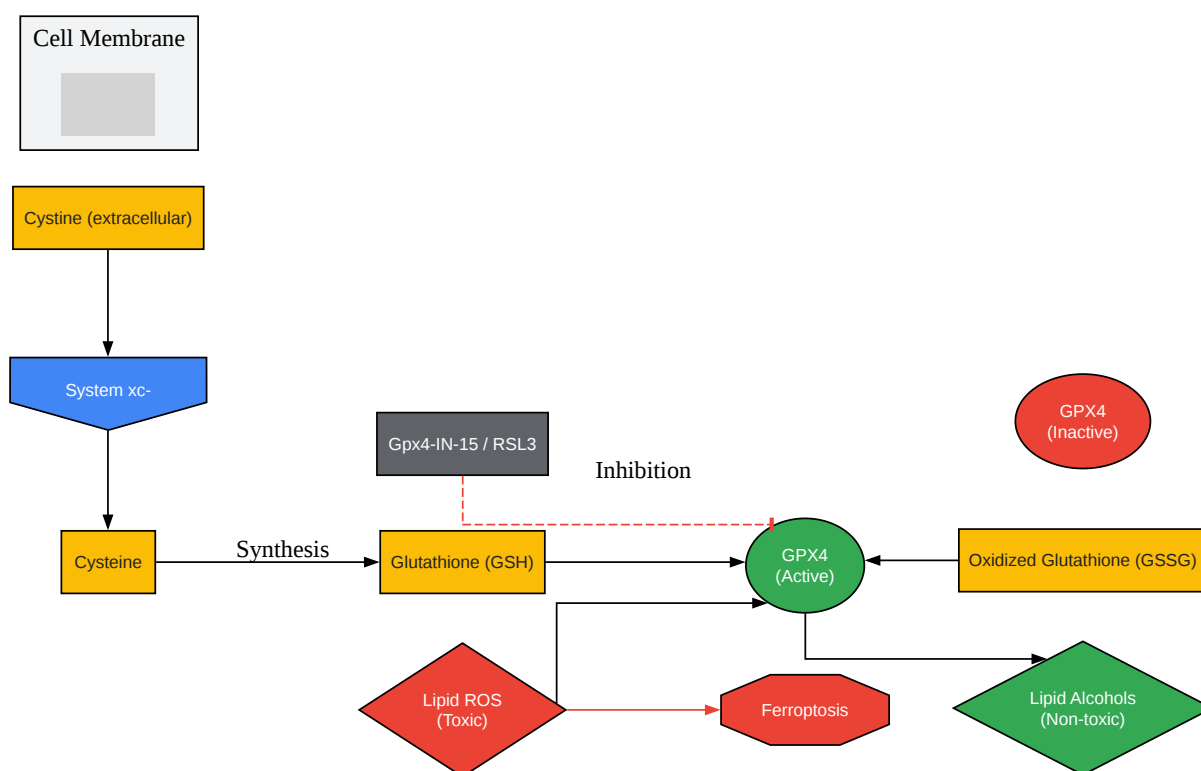 Cell Membrane
Cystine (extracellular)
System xc-
Gpx4-IN-15 / RSL3
Inhibition
GPX4
(Inactive)
Cysteine
Synthesis
Glutathione (GSH)
GPX4
(Active)
Oxidized Glutathione (GSSG)
Lipid ROS
(Toxic)
Ferroptosis
Lipid Alcohols
(Non-toxic)